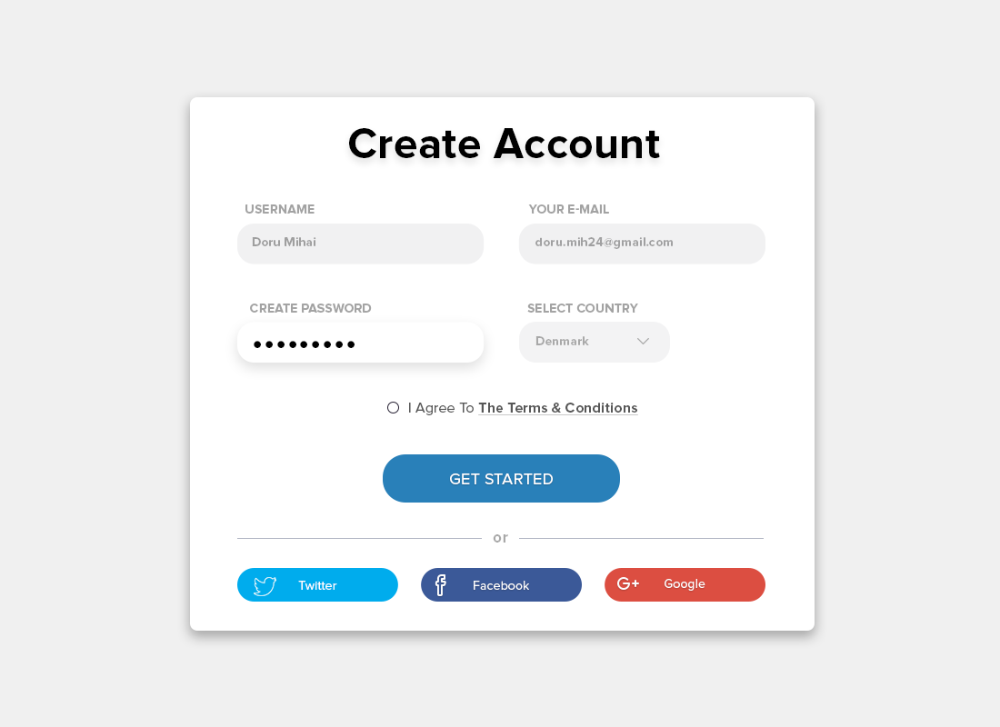 Create Account
USERNAME
YOUR E-MAIL
Doru Mihai
doru.mih24@gmail.com
CREATE PASSWORD
SELECT COUNTRY
●●●●●●●●●
Denmark
I Agree To The Terms & Conditions
GET STARTED
or
Twitter
Facebook
G+ Google